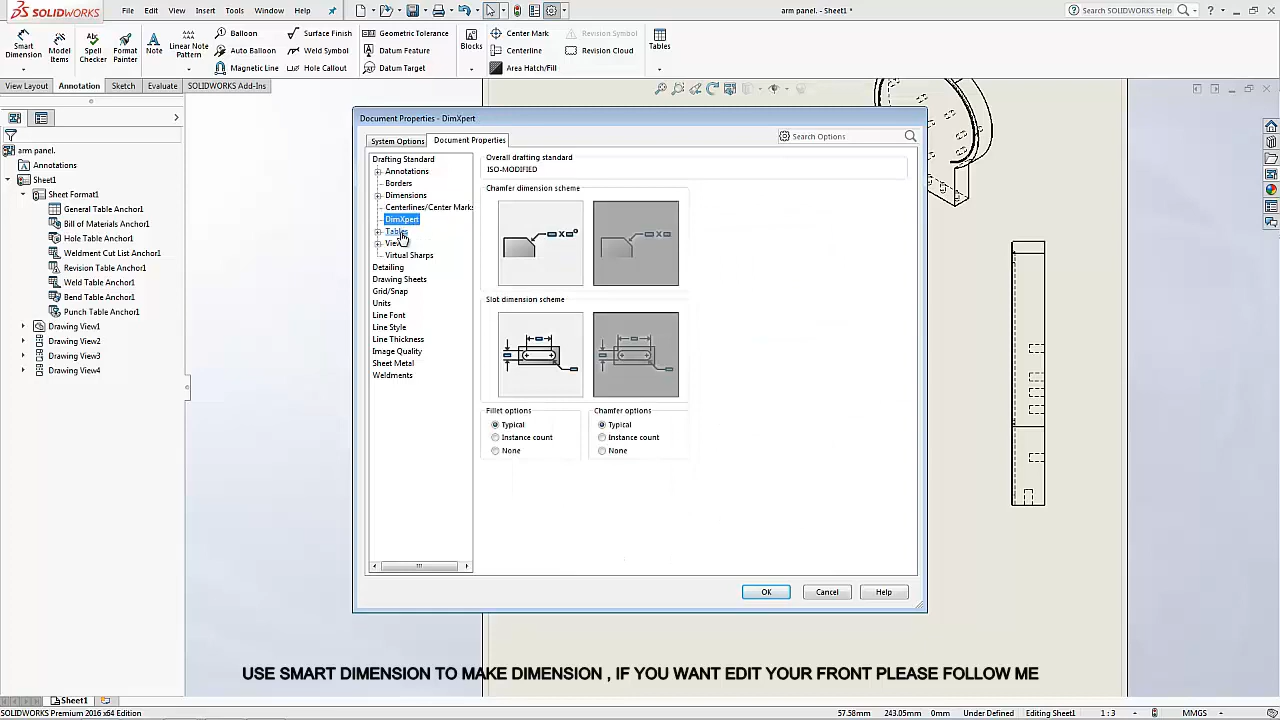 SOLIDWORKS
File Edit View Insert Tools Window Help
arm panel. - Sheet1 *
Search SOLIDWORKS Help
Smart Dimension
Model Items
Spell Checker
Format Painter
Note
Linear Note Pattern
Balloon
Auto Balloon
Magnetic Line
Surface Finish
Weld Symbol
Hole Callout
Geometric Tolerance
Datum Feature
Datum Target
Blocks
Center Mark
Centerline
Area Hatch/Fill
Revision Symbol
Revision Cloud
Tables
View Layout Annotation Sketch Evaluate SOLIDWORKS Add-Ins
arm panel.
Annotations
Sheet1
Sheet Format1
General Table Anchor1
Bill of Materials Anchor1
Hole Table Anchor1
Weldment Cut List Anchor1
Revision Table Anchor1
Weld Table Anchor1
Bend Table Anchor1
Punch Table Anchor1
Drawing View1
Drawing View2
Drawing View3
Drawing View4
Document Properties - DimXpert
System Options Document Properties
Search Options
Drafting Standard
Annotations
Borders
Dimensions
Centerlines/Center Marks
DimXpert
Tables
Virtual Sharps
Detailing
Drawing Sheets
Grid/Snap
Units
Line Font
Line Style
Line Thickness
Image Quality
Sheet Metal
Weldments
Overall drafting standard
ISO-MODIFIED
Chamfer dimension scheme
Slot dimension scheme
Fillet options
Typical
Instance count
None
Chamfer options
Typical
Instance count
None
OK Cancel Help
USE SMART DIMENSION TO MAKE DIMENSION , IF YOU WANT EDIT YOUR FRONT PLEASE FOLLOW ME
Sheet1
SOLIDWORKS Premium 2016 x64 Edition
57.58mm 243.05mm 0mm Under Defined Editing Sheet1 1 : 3 MMGS